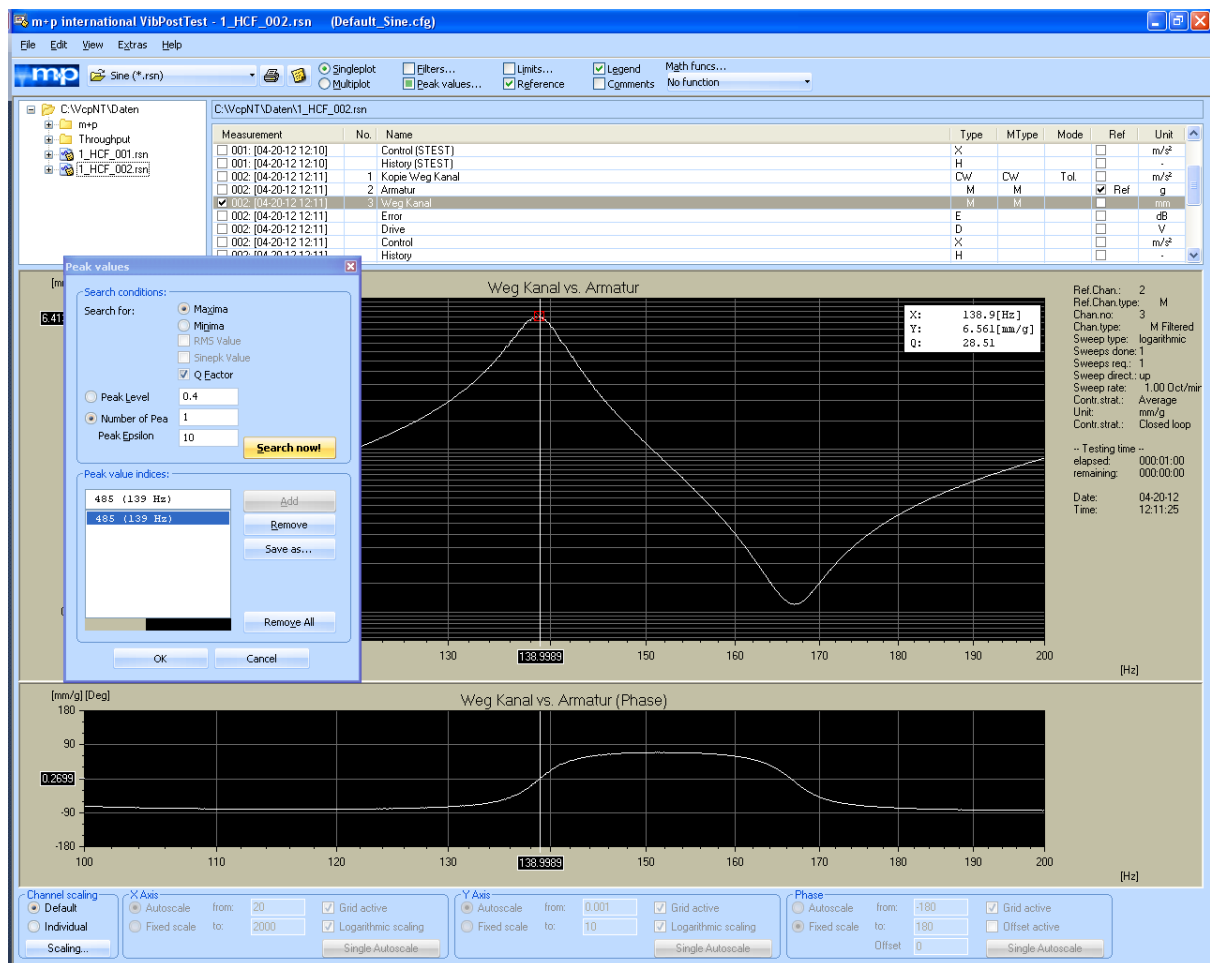 m+p international VibPostTest - 1_HCF_002.rsn (Default_Sine.cfg)
File Edit View Extras Help
mp Sine (*.rsn) Singleplot Filters... Limits... Legend Math funcs...
Multiplot Peak values... Reference Comments No function
C:\VcpNT\Daten
m+p
Throughput
1_HCF_001.rsn
1_HCF_002.rsn
C:\VcpNT\Daten\1_HCF_002.rsn
Measurement No. Name Type MType Mode Ref Unit
001: [04-20-12 12:10] Control (STEST) X m/s²
001: [04-20-12 12:10] History (STEST) H -
002: [04-20-12 12:11] 1 Kopie Weg Kanal CW CW Tol. m/s²
002: [04-20-12 12:11] 2 Armatur M M Ref g
002: [04-20-12 12:11] 3 Weg Kanal M M mm
002: [04-20-12 12:11] Error E dB
002: [04-20-12 12:11] Drive D V
002: [04-20-12 12:11] Control X m/s²
002: [04-20-12 12:11] History H -
Peak values
Search conditions:
Search for: Maxima
Minima
RMS Value
Sinepk Value
Q Factor
Peak Level 0.4
Number of Pea 1
Peak Epsilon 10
Search now!
Peak value indices:
485 (139 Hz)
485 (139 Hz)
Add
Remove
Save as...
Remove All
OK Cancel
Weg Kanal vs. Armatur
X: 138.9[Hz]
Y: 6.561[mm/g]
Q: 28.51
Ref.Chan.: 2
Ref.Chan.type: M
Chan.no: 3
Chan.type: M Filtered
Sweep type: logarithmic
Sweeps done: 1
Sweeps req.: 1
Sweep direct.: up
Sweep rate: 1.00 Oct/min
Contr.strat.: Average
Unit: mm/g
Contr.strat.: Closed loop
-- Testing time --
elapsed: 000:01:00
remaining: 000:00:00
Date: 04-20-12
Time: 12:11:25
130 138.9989 150 160 170 180 190 200
[Hz]
[mm/g] [Deg]
Weg Kanal vs. Armatur (Phase)
180
90
0.2699
-90
-180
100 110 120 130 138.9989 150 160 170 180 190 200
[Hz]
Channel scaling
Default
Individual
Scaling...
X Axis
Autoscale from: 20 Grid active
Fixed scale to: 2000 Logarithmic scaling
Single Autoscale
Y Axis
Autoscale from: 0.001 Grid active
Fixed scale to: 10 Logarithmic scaling
Single Autoscale
Phase
Autoscale from: -180 Grid active
Fixed scale to: 180 Offset active
Offset 0 Single Autoscale